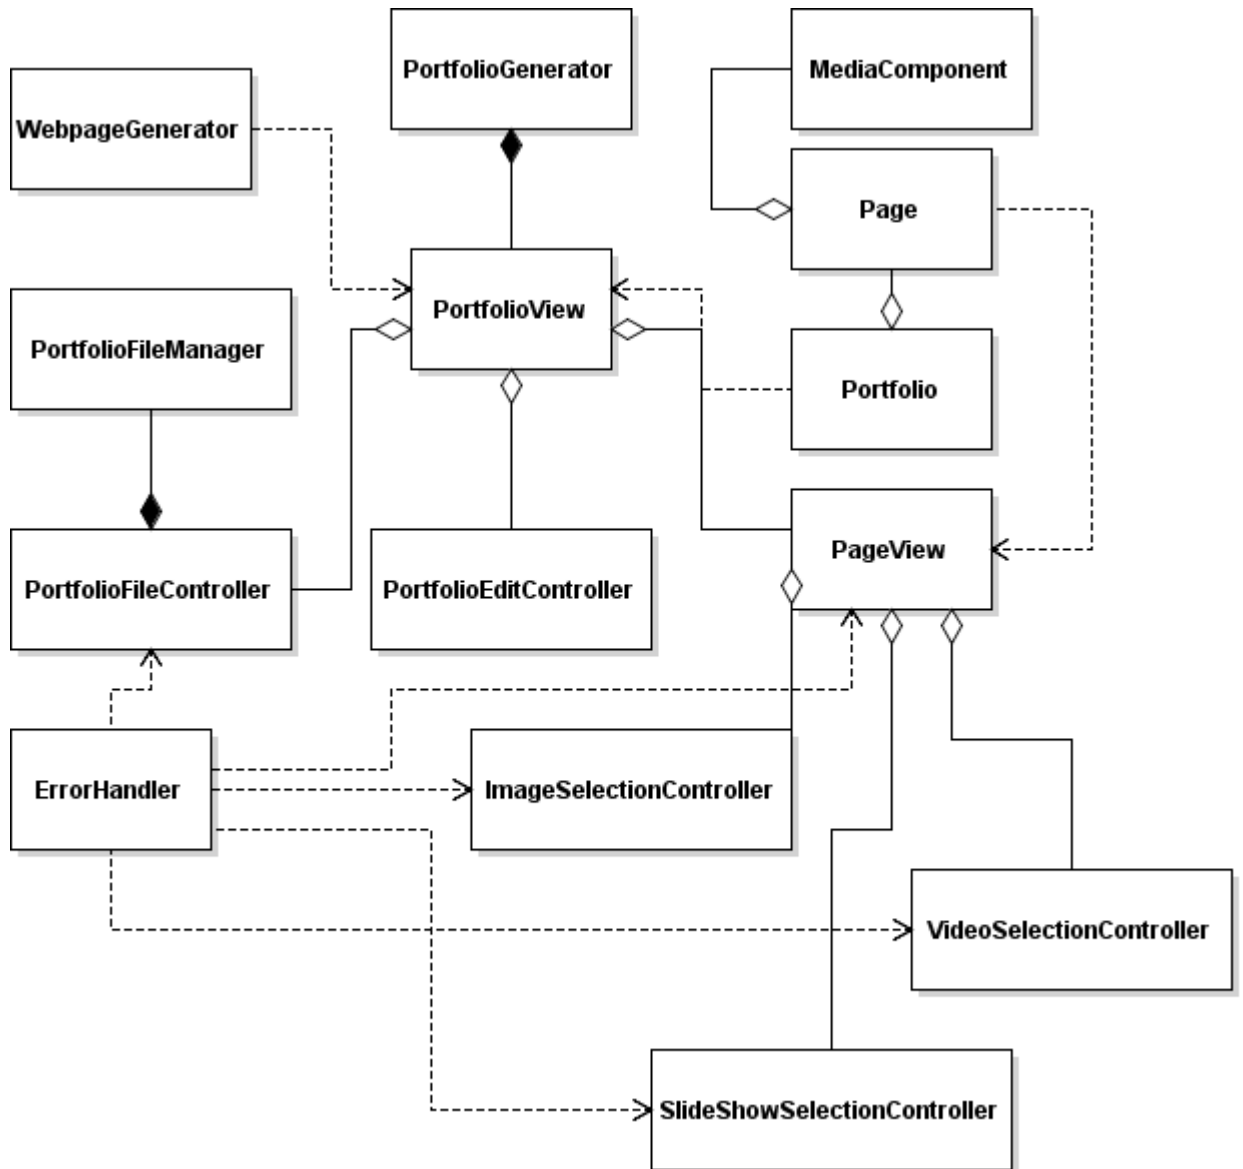 PortfolioGenerator
MediaComponent
WebpageGenerator
Page
PortfolioView
PortfolioFileManager
Portfolio
PageView
PortfolioFileController
PortfolioEditController
ErrorHandler
ImageSelectionController
VideoSelectionController
SlideShowSelectionController